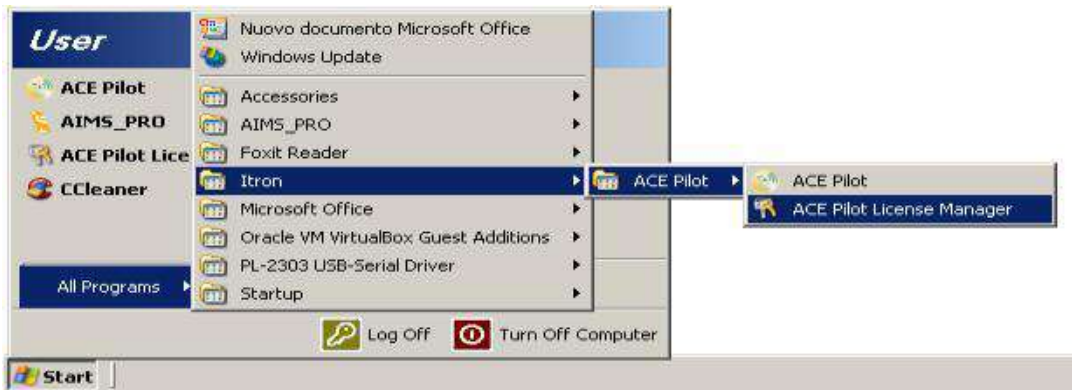 User
ACE Pilot
AIMS_PRO
ACE Pilot Lice
CCleaner
All Programs
Nuovo documento Microsoft Office
Windows Update
Accessories
AIMS_PRO
Foxit Reader
Itron
Microsoft Office
Oracle VM VirtualBox Guest Additions
PL-2303 USB-Serial Driver
Startup
ACE Pilot
ACE Pilot
ACE Pilot License Manager
Log Off
Turn Off Computer
Start